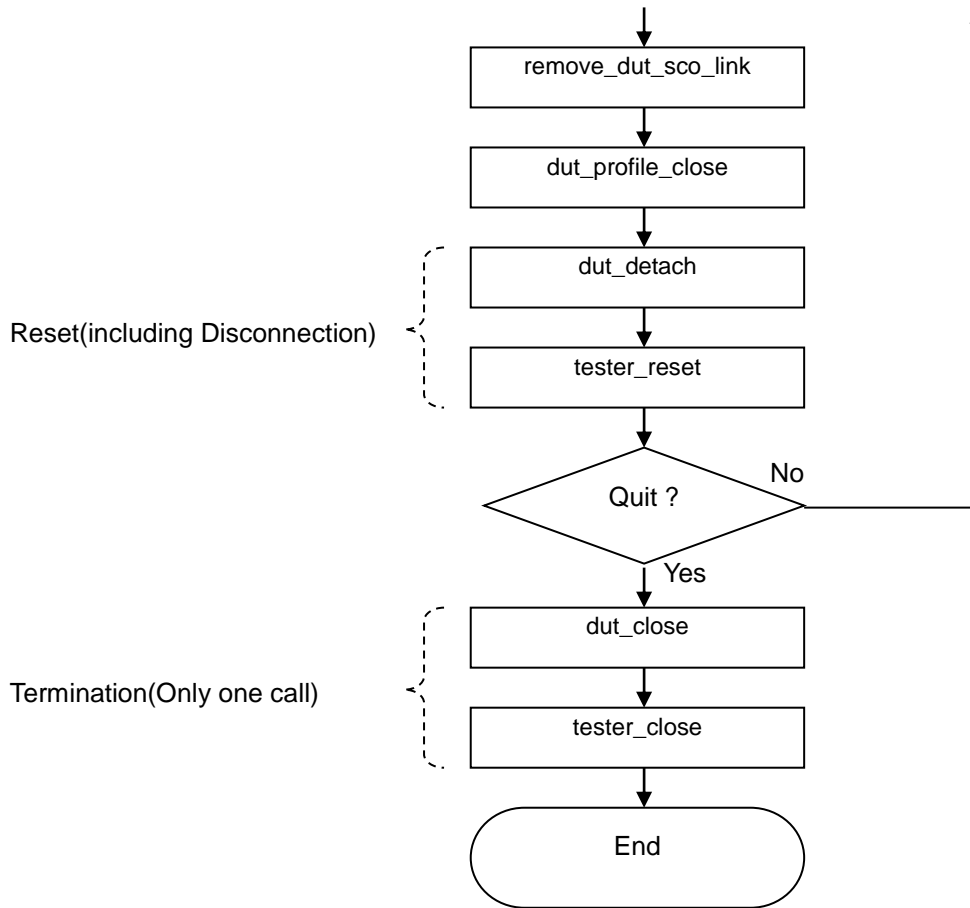 remove_dut_sco_link
dut_profile_close
dut_detach
Reset(including Disconnection)
tester_reset
No
Quit ?
Yes
dut_close
Termination(Only one call)
tester_close
End